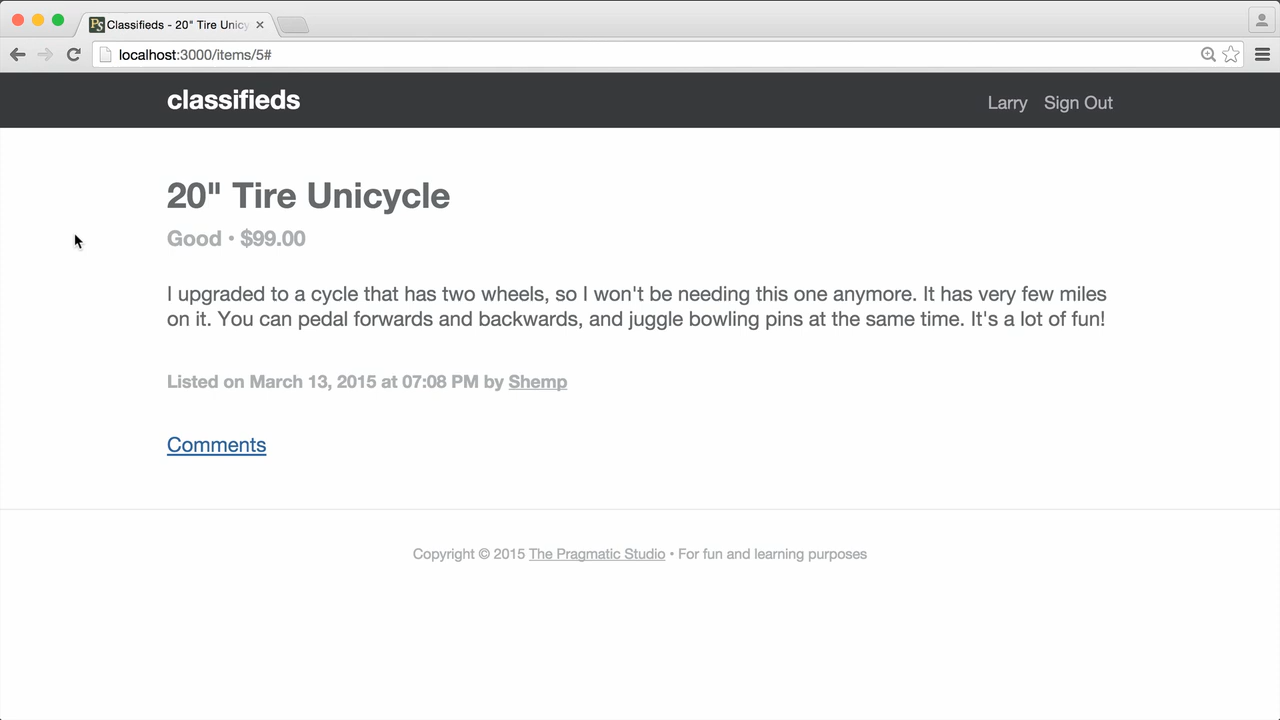 Classifieds - 20" Tire Unicy
localhost:3000/items/5#
classifieds
Larry Sign Out
20" Tire Unicycle
Good • $99.00
I upgraded to a cycle that has two wheels, so I won't be needing this one anymore. It has very few miles
on it. You can pedal forwards and backwards, and juggle bowling pins at the same time. It's a lot of fun!
Listed on March 13, 2015 at 07:08 PM by Shemp
Comments
Copyright © 2015 The Pragmatic Studio • For fun and learning purposes